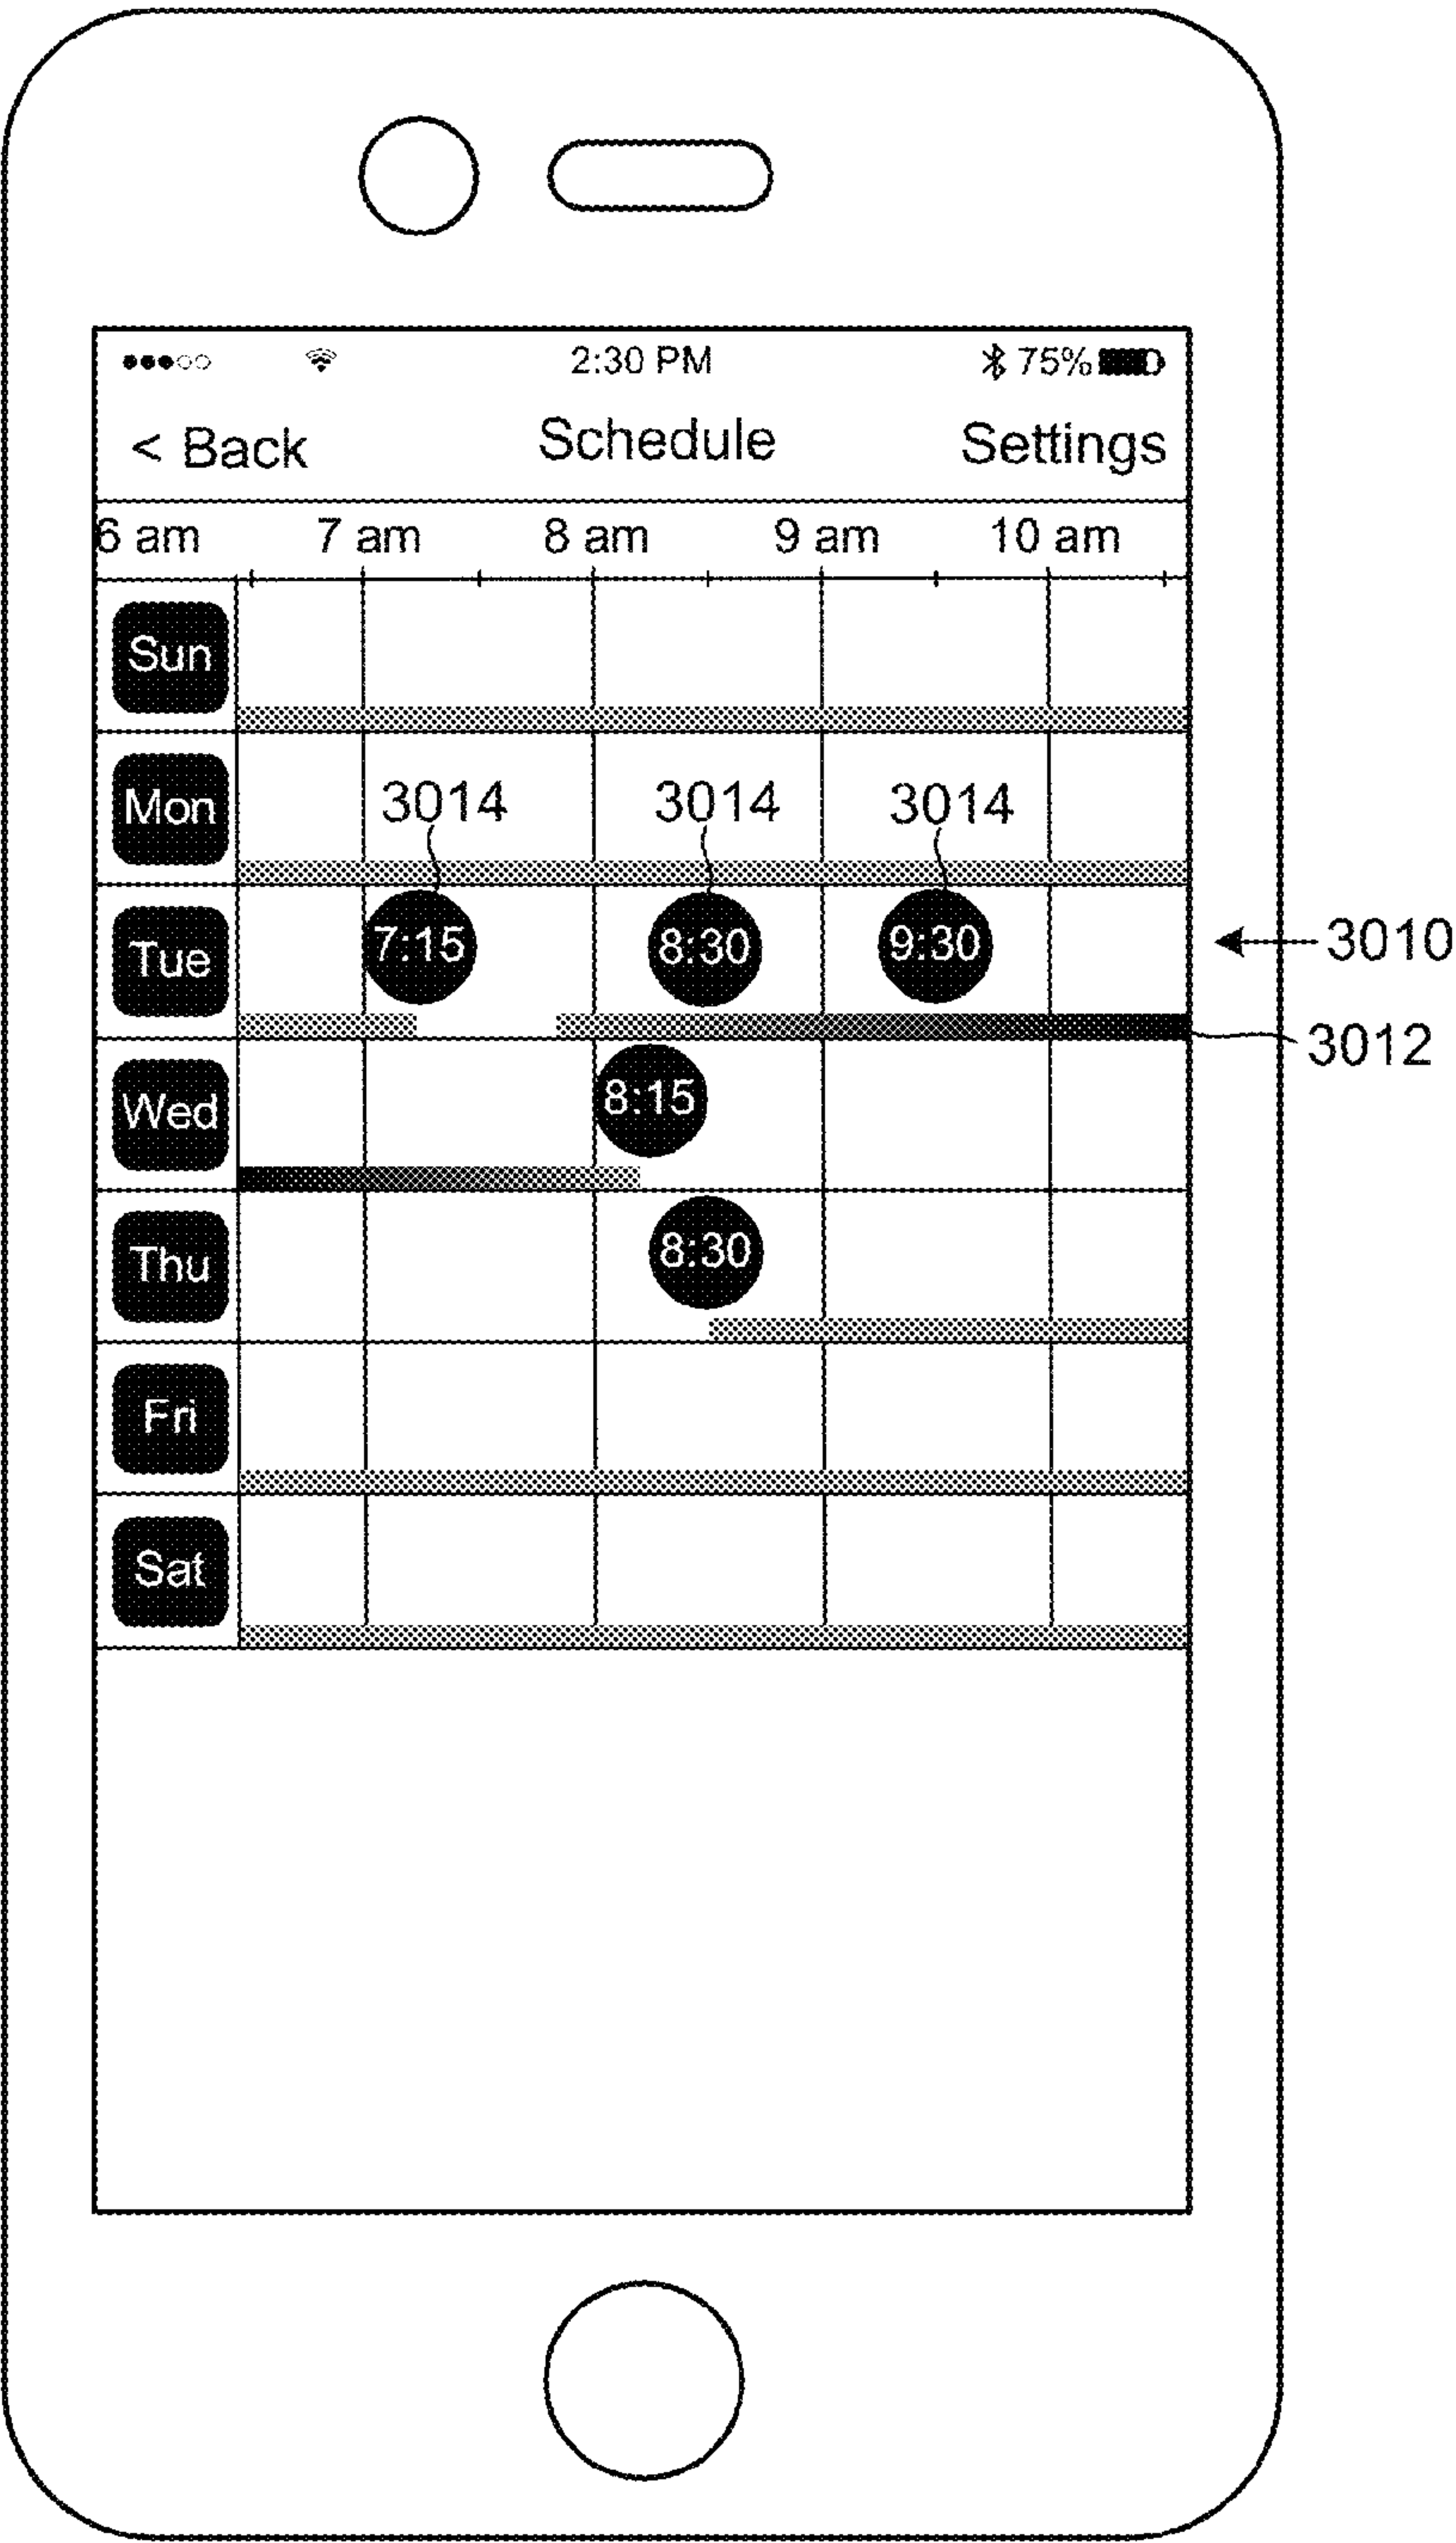 2:30 PM 75%
< Back Schedule Settings
6 am 7 am 8 am 9 am 10 am
Sun
Mon 3014 3014 3014
Tue 7:15 8:30 9:30 3010
3012
Wed 8:15
Thu 8:30
Fri
Sat